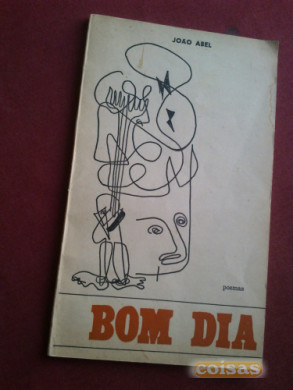 JOÃO ABEL
poemas
BOM DIA
coisas